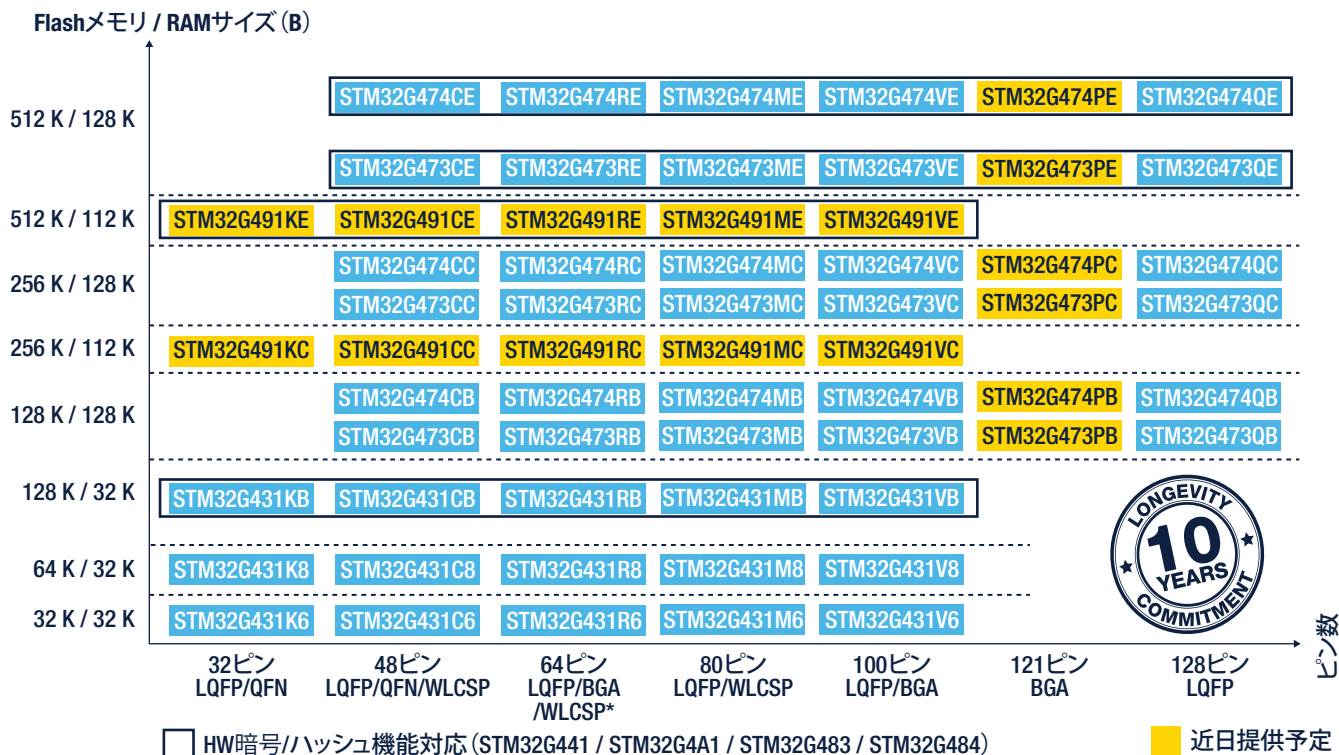 Flashメモリ / RAMサイズ（B）
512 K / 128 K
STM32G474CE STM32G474RE STM32G474ME STM32G474VE STM32G474PE STM32G474QE
STM32G473CE STM32G473RE STM32G473ME STM32G473VE STM32G473PE STM32G473QE
512 K / 112 K STM32G491KE STM32G491CE STM32G491RE STM32G491ME STM32G491VE
256 K / 128 K
STM32G474CC STM32G474RC STM32G474MC STM32G474VC STM32G474PC STM32G474QC
STM32G473CC STM32G473RC STM32G473MC STM32G473VC STM32G473PC STM32G473QC
256 K / 112 K STM32G491KC STM32G491CC STM32G491RC STM32G491MC STM32G491VC
128 K / 128 K
STM32G474CB STM32G474RB STM32G474MB STM32G474VB STM32G474PB STM32G474QB
STM32G473CB STM32G473RB STM32G473MB STM32G473VB STM32G473PB STM32G473QB
128 K / 32 K STM32G431KB STM32G431CB STM32G431RB STM32G431MB STM32G431VB
64 K / 32 K STM32G431K8 STM32G431C8 STM32G431R8 STM32G431M8 STM32G431V8
32 K / 32 K STM32G431K6 STM32G431C6 STM32G431R6 STM32G431M6 STM32G431V6
LONGEVITY
10
YEARS
COMMITMENT
ピン数
32ピン 48ピン 64ピン 80ピン 100ピン 121ピン 128ピン
LQFP/QFN LQFP/QFN/WLCSP LQFP/BGA LQFP/WLCSP LQFP/BGA BGA LQFP
/WLCSP*
HW暗号/ハッシュ機能対応（STM32G441 / STM32G4A1 / STM32G483 / STM32G484）
近日提供予定